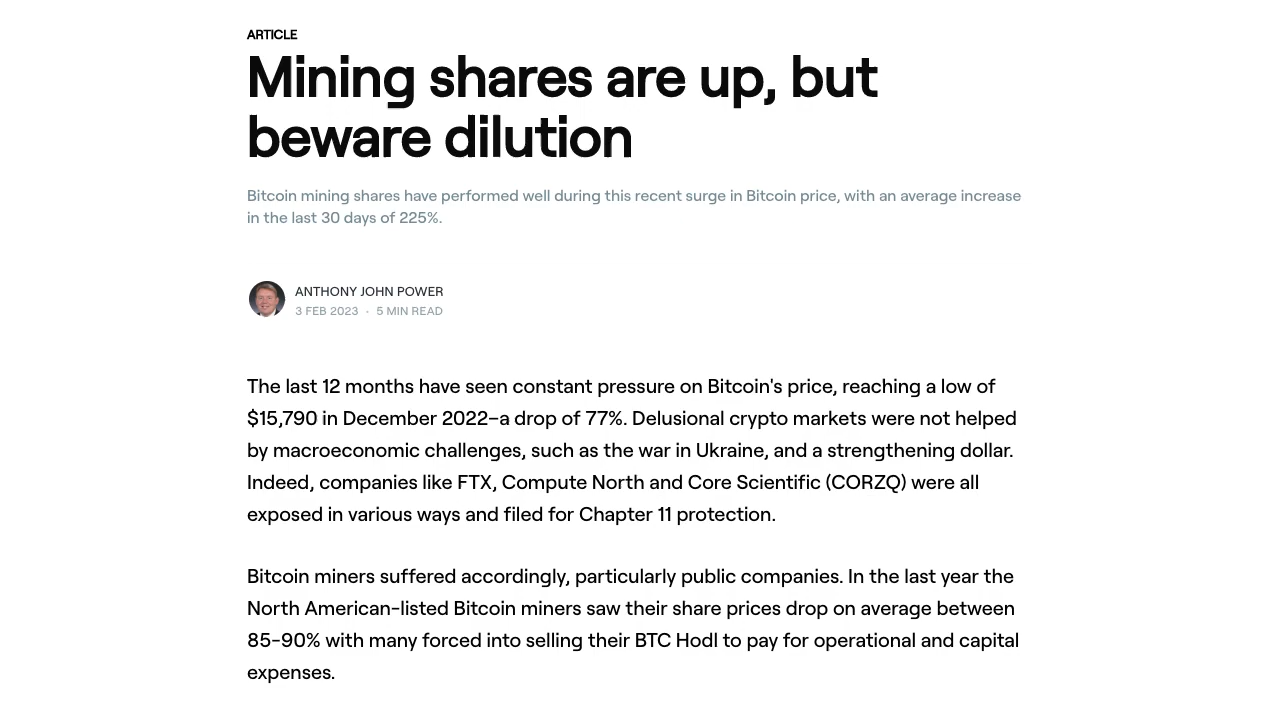 ARTICLE
Mining shares are up, but
beware dilution
Bitcoin mining shares have performed well during this recent surge in Bitcoin price, with an average increase
in the last 30 days of 225%.
ANTHONY JOHN POWER
3 FEB 2023 · 5 MIN READ
The last 12 months have seen constant pressure on Bitcoin's price, reaching a low of
$15,790 in December 2022–a drop of 77%. Delusional crypto markets were not helped
by macroeconomic challenges, such as the war in Ukraine, and a strengthening dollar.
Indeed, companies like FTX, Compute North and Core Scientific (CORZQ) were all
exposed in various ways and filed for Chapter 11 protection.
Bitcoin miners suffered accordingly, particularly public companies. In the last year the
North American-listed Bitcoin miners saw their share prices drop on average between
85-90% with many forced into selling their BTC Hodl to pay for operational and capital
expenses.